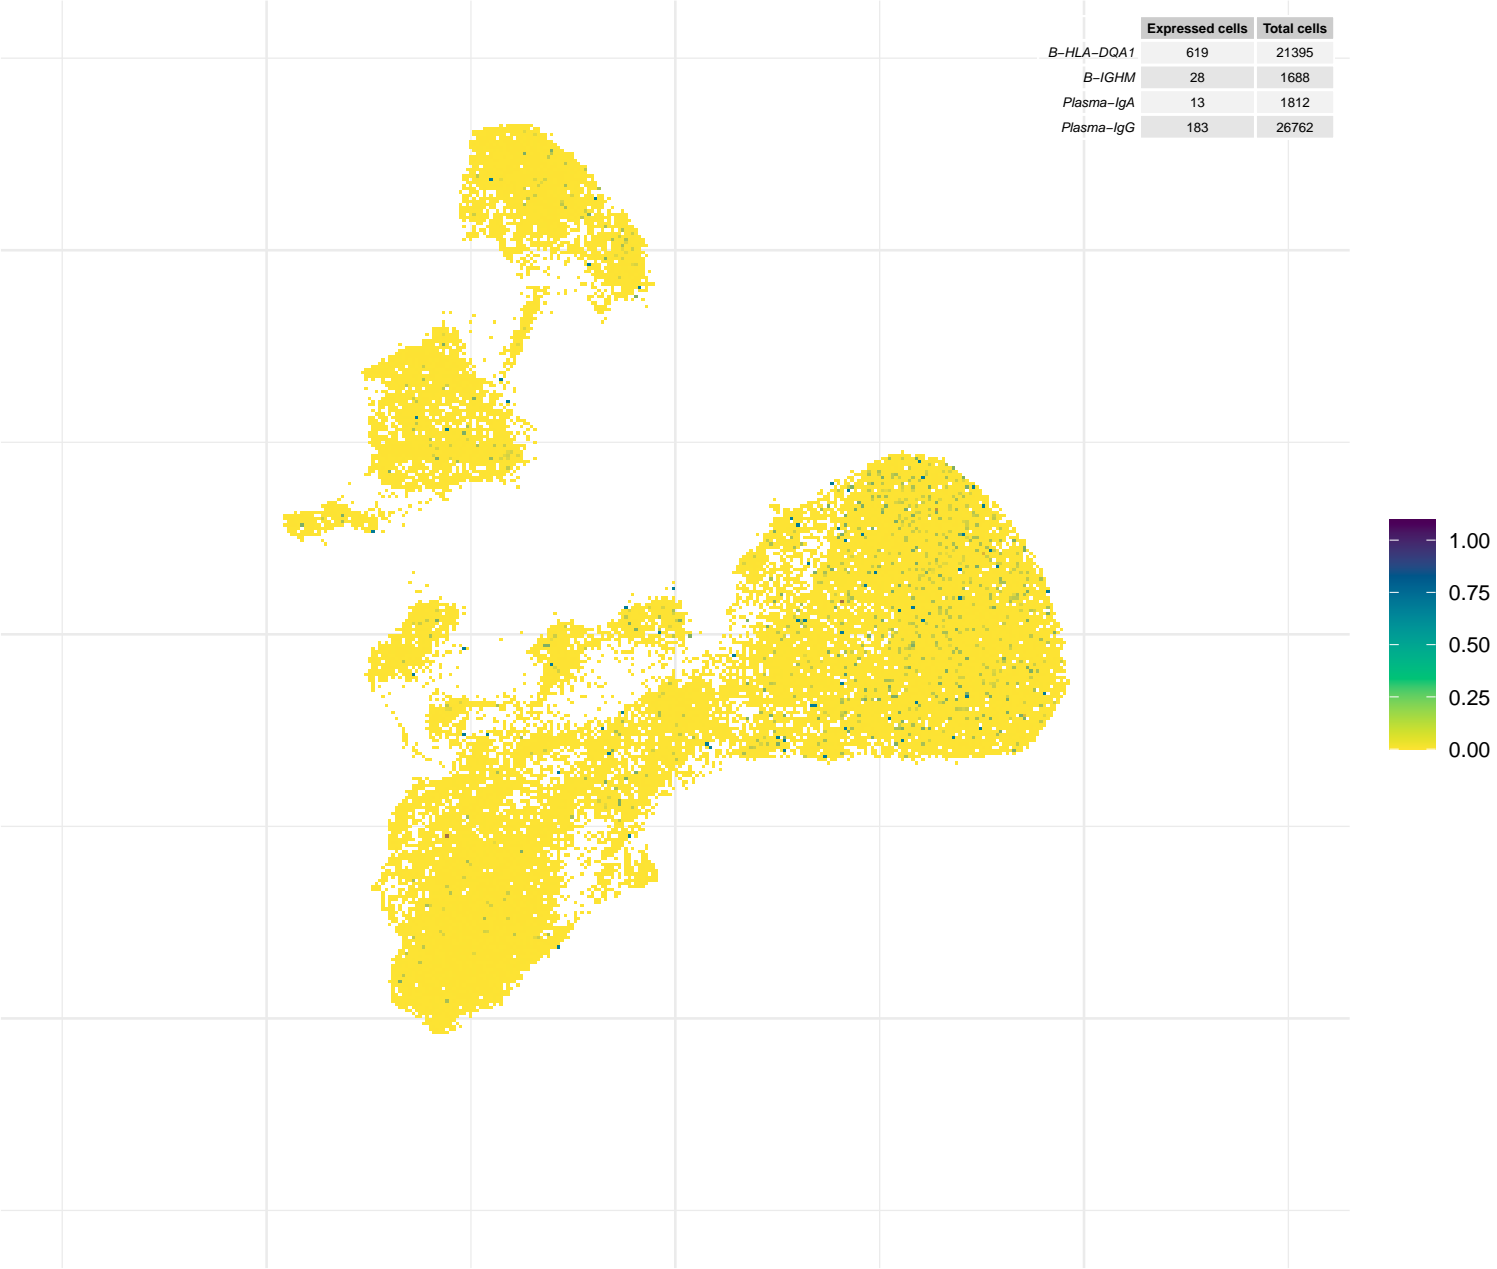 Expressed cells Total cells
B−HLA−DQA1 619 21395
B−IGHM 28 1688
Plasma−IgA 13 1812
Plasma−IgG 183 26762
1.00
0.75
0.50
0.25
0.00